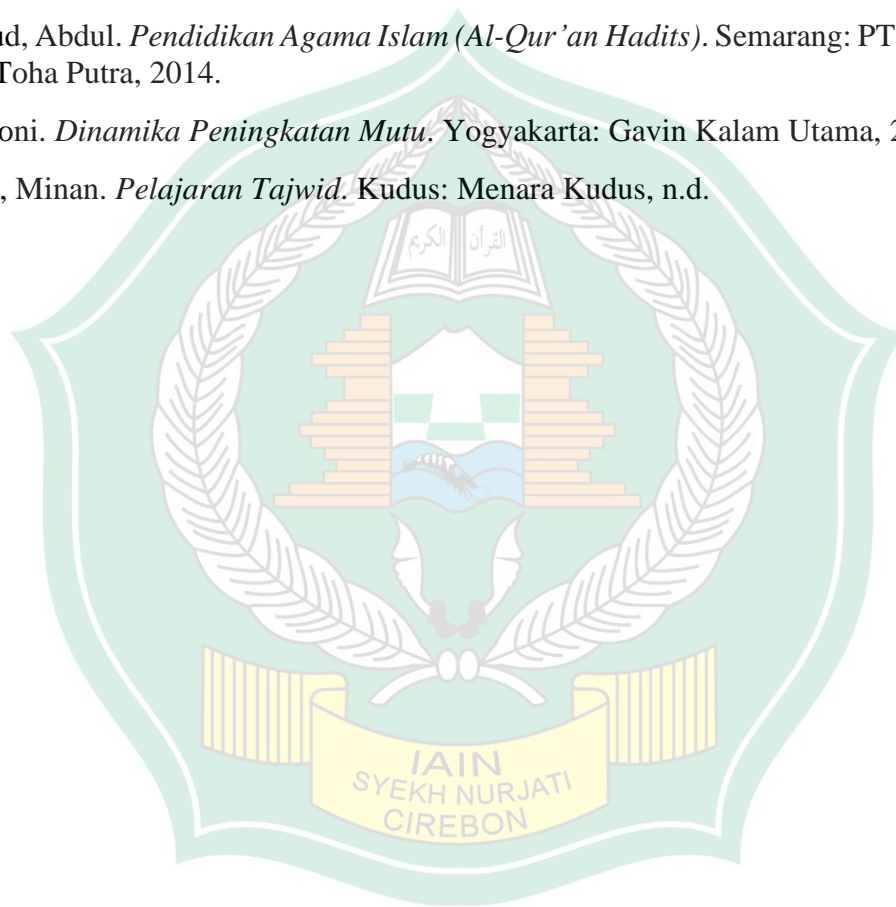 ud, Abdul. Pendidikan Agama Islam (Al-Qur’an Hadits). Semarang: PT
Toha Putra, 2014.
oni. Dinamika Peningkatan Mutu. Yogyakarta: Gavin Kalam Utama, 2
, Minan. Pelajaran Tajwid. Kudus: Menara Kudus, n.d.
القرآن الكريم
IAIN
SYEKH NURJATI
CIREBON